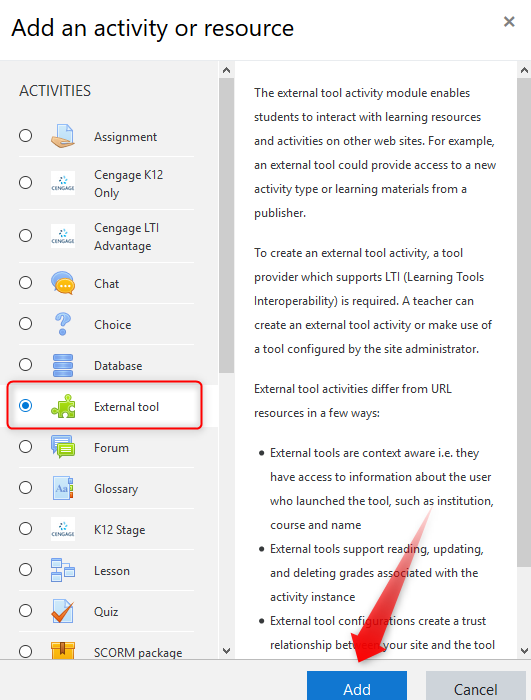 Add an activity or resource
×
ACTIVITIES
Assignment
CENGAGE
Cengage K12
Only
CENGAGE
Cengage LTI
Advantage
Chat
Choice
Database
External tool
Forum
Aa
Glossary
CENGAGE
K12 Stage
Lesson
Quiz
SCORM package
The external tool activity module enables
students to interact with learning resources
and activities on other web sites. For example,
an external tool could provide access to a new
activity type or learning materials from a
publisher.
To create an external tool activity, a tool
provider which supports LTI (Learning Tools
Interoperability) is required. A teacher can
create an external tool activity or make use of
a tool configured by the site administrator.
External tool activities differ from URL
resources in a few ways:
• External tools are context aware i.e. they
have access to information about the user
who launched the tool, such as institution,
course and name
• External tools support reading, updating,
and deleting grades associated with the
activity instance
• External tool configurations create a trust
relationship between your site and the tool
Add
Cancel